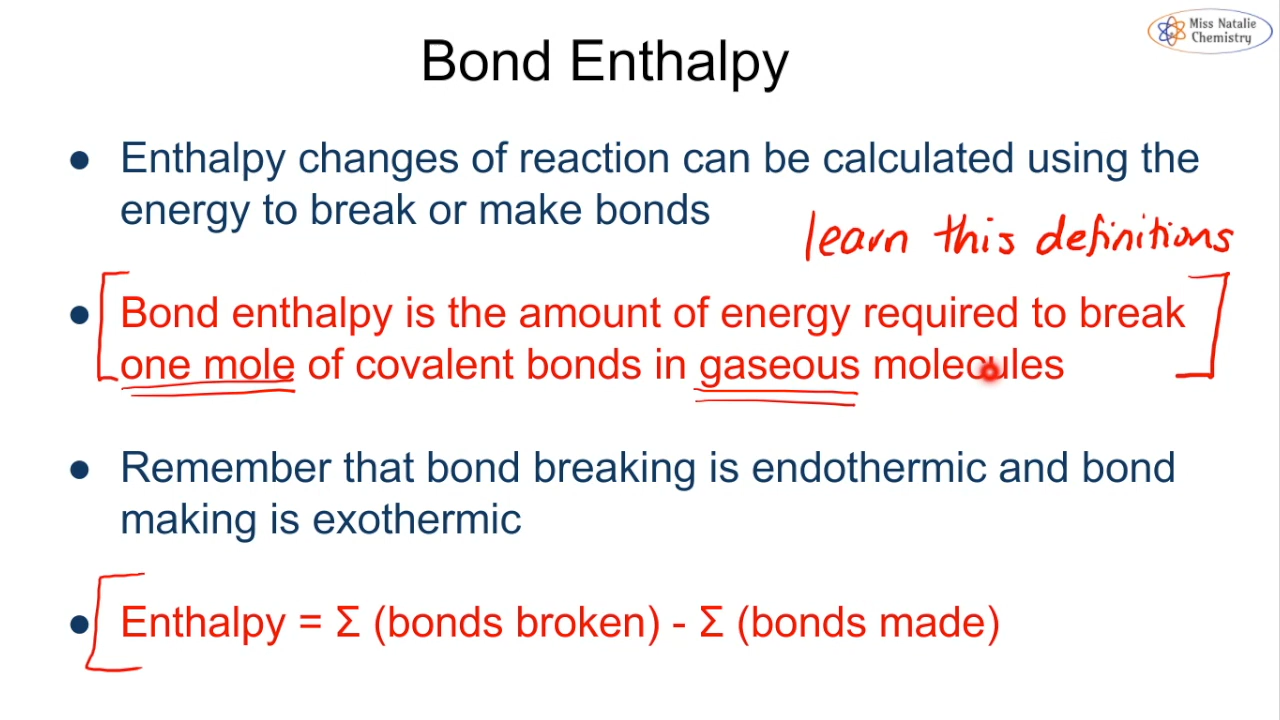 Miss Natalie
Chemistry
Bond Enthalpy
● Enthalpy changes of reaction can be calculated using the
energy to break or make bonds
learn this definitions
● Bond enthalpy is the amount of energy required to break
one mole of covalent bonds in gaseous molecules
● Remember that bond breaking is endothermic and bond
making is exothermic
● Enthalpy = Σ (bonds broken) - Σ (bonds made)